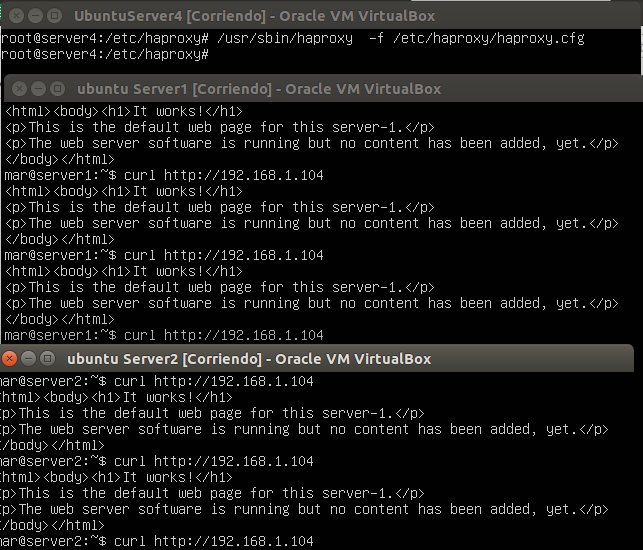 UbuntuServer4 [Corriendo] - Oracle VM VirtualBox
root@server4:/etc/haproxy# /usr/sbin/haproxy  -f /etc/haproxy/haproxy.cfg
root@server4:/etc/haproxy#
ubuntu Server1 [Corriendo] - Oracle VM VirtualBox
<html><body><h1>It works!</h1>
<p>This is the default web page for this server-1.</p>
<p>The web server software is running but no content has been added, yet.</p>
</body></html>
mar@server1:~$ curl http://192.168.1.104
<html><body><h1>It works!</h1>
<p>This is the default web page for this server-1.</p>
<p>The web server software is running but no content has been added, yet.</p>
</body></html>
mar@server1:~$ curl http://192.168.1.104
<html><body><h1>It works!</h1>
<p>This is the default web page for this server-1.</p>
<p>The web server software is running but no content has been added, yet.</p>
</body></html>
mar@server1:~$ curl http://192.168.1.104
ubuntu Server2 [Corriendo] - Oracle VM VirtualBox
mar@server2:~$ curl http://192.168.1.104
<html><body><h1>It works!</h1>
<p>This is the default web page for this server-1.</p>
<p>The web server software is running but no content has been added, yet.</p>
</body></html>
mar@server2:~$ curl http://192.168.1.104
<html><body><h1>It works!</h1>
<p>This is the default web page for this server-1.</p>
<p>The web server software is running but no content has been added, yet.</p>
</body></html>
mar@server2:~$ curl http://192.168.1.104